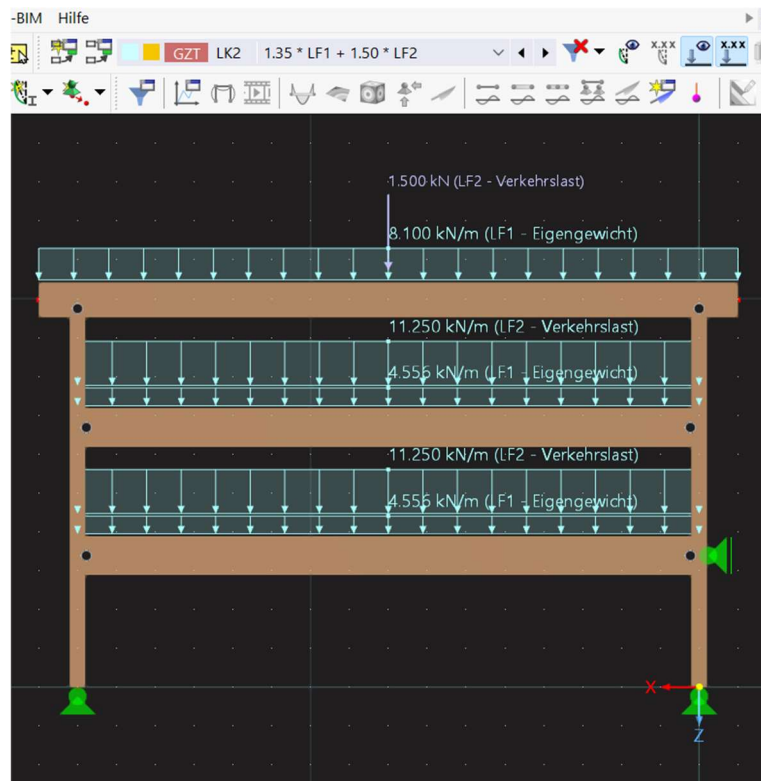 -BIM Hilfe
GZT LK2 1.35 * LF1 + 1.50 * LF2
x.xx
x.xx
1.500 kN (LF2 - Verkehrslast)
8.100 kN/m (LF1 - Eigengewicht)
11.250 kN/m (LF2 - Verkehrslast)
4.556 kN/m (LF1 - Eigengewicht)
11.250 kN/m (LF2 - Verkehrslast)
4.556 kN/m (LF1 - Eigengewicht)
X
Z